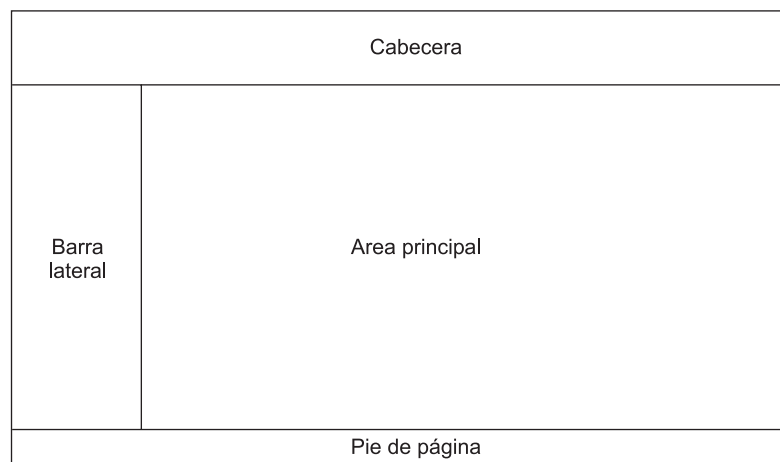 Cabecera
Barra
lateral
Area principal
Pie de página